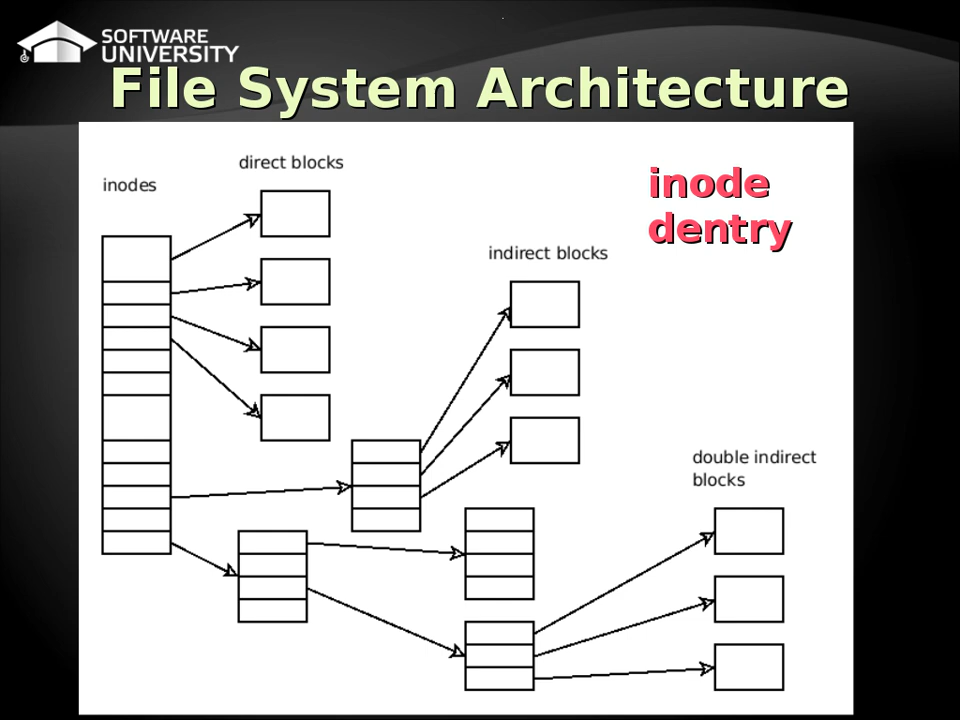 SOFTWARE
UNIVERSITY
File System Architecture
direct blocks
inodes
inode
dentry
indirect blocks
double indirect
blocks